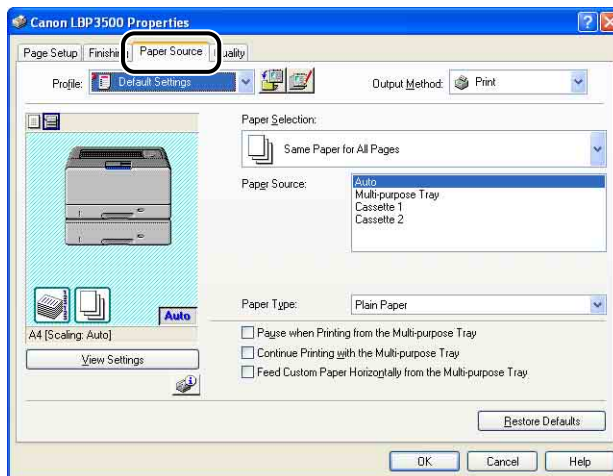 Canon LBP3500 Properties
Page Setup Finishing Paper Source Quality
Profile: Default Settings Output Method: Print
Paper Selection:
Same Paper for All Pages
Paper Source: Auto
Multi-purpose Tray
Cassette 1
Cassette 2
Auto
Paper Type: Plain Paper
A4 [Scaling: Auto]
Pause when Printing from the Multi-purpose Tray
View Settings
Continue Printing with the Multi-purpose Tray
Feed Custom Paper Horizontally from the Multi-purpose Tray
Restore Defaults
OK Cancel Help